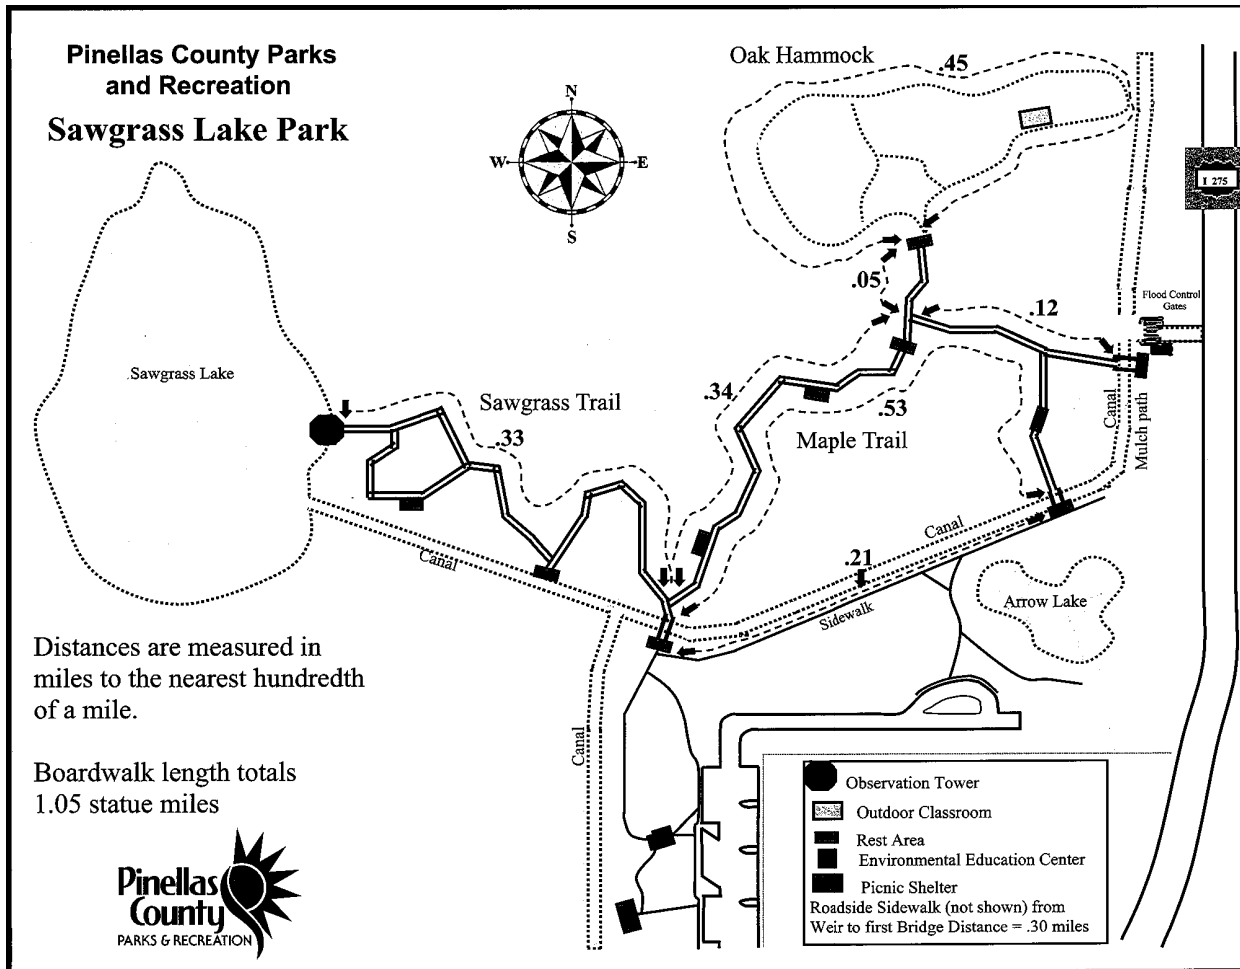 Pinellas County Parks
and Recreation
Sawgrass Lake Park
N
W
E
S
Oak Hammock
.45
I 275
.05
.12
Flood Control
Gates
Sawgrass Lake
Sawgrass Trail
.33
.34
.53
Maple Trail
Canal
Mulch path
Canal
Canal
.21
Sidewalk
Arrow Lake
Canal
Distances are measured in
miles to the nearest hundredth
of a mile.
Boardwalk length totals
1.05 statue miles
Pinellas
County
PARKS & RECREATION
Observation Tower
Outdoor Classroom
Rest Area
Environmental Education Center
Picnic Shelter
Roadside Sidewalk (not shown) from
Weir to first Bridge Distance = .30 miles